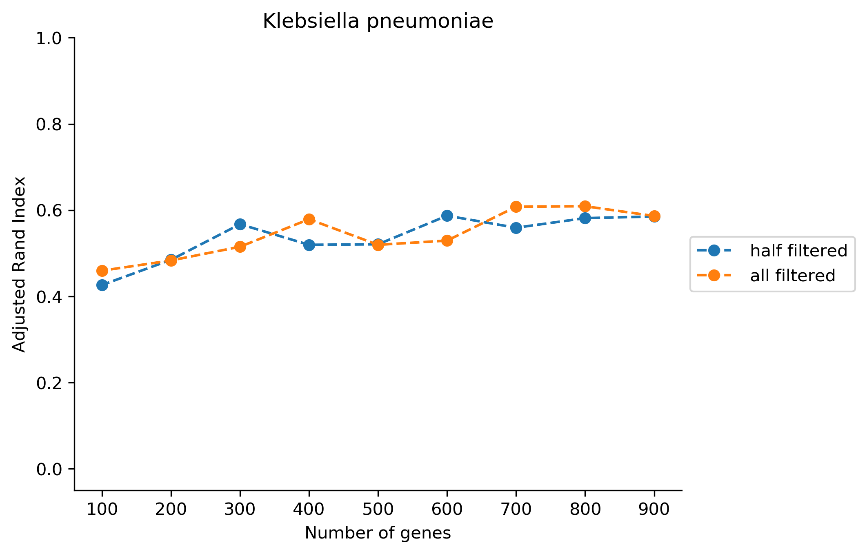 Klebsiella pneumoniae
1.0
0.8
0.6
0.4
0.2
0.0
Adjusted Rand Index
100 200 300 400 500 600 700 800 900
Number of genes
half filtered
all filtered